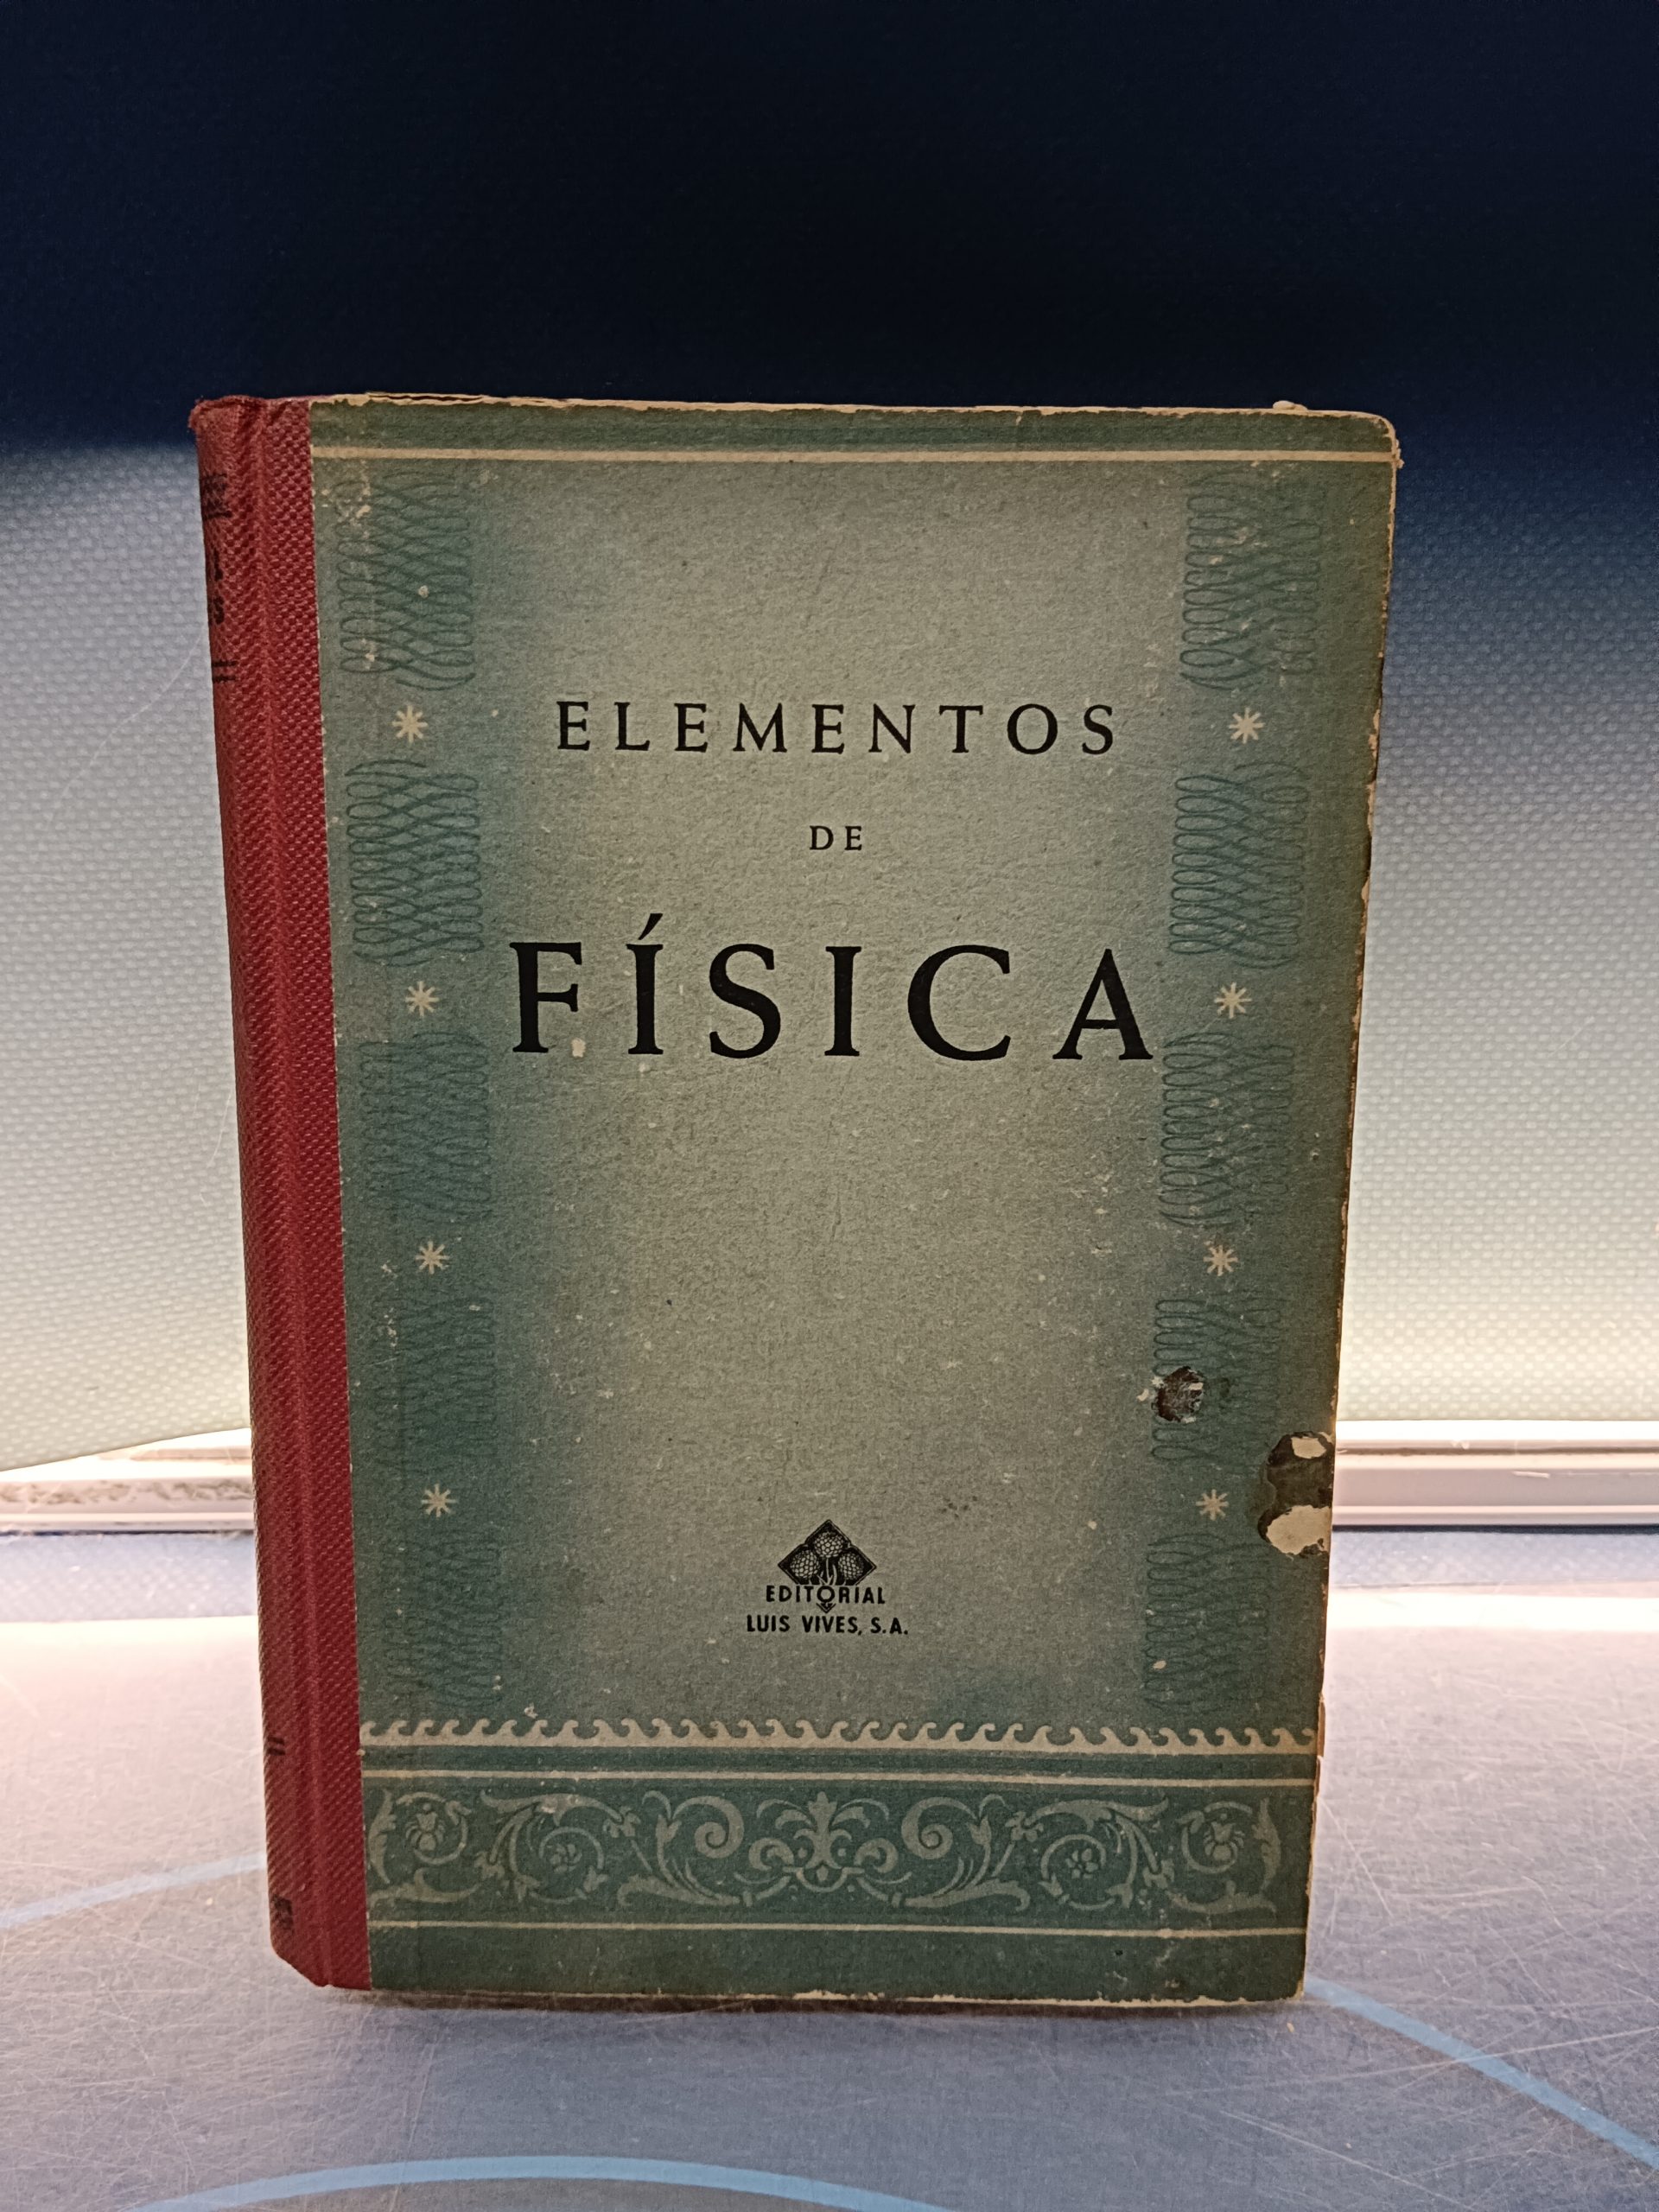 ELEMENTOS
DE
FÍSICA
EDITORIAL
LUIS VIVES, S.A.